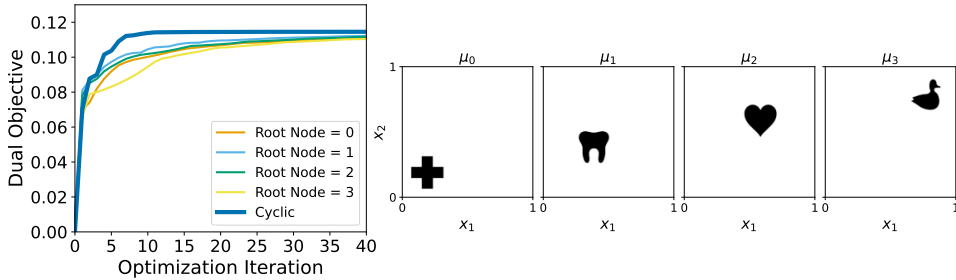 Dual Objective
0.12
0.10
0.08
0.06
0.04
0.02
0.00
Root Node = 0
Root Node = 1
Root Node = 2
Root Node = 3
Cyclic
0 5 10 15 20 25 30 35 40
Optimization Iteration
μ0 μ1 μ2 μ3
1
x2
0
0 1 0 1 0 1 0 1
x1 x1 x1 x1